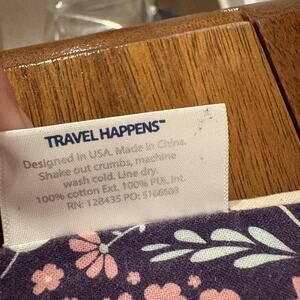 TRAVEL HAPPENS™
Designed in USA. Made in China.
Shake out crumbs, machine
wash cold. Line dry.
100% cotton Ext. 100% PUL Int.
RN: 128435 PO: 5166503